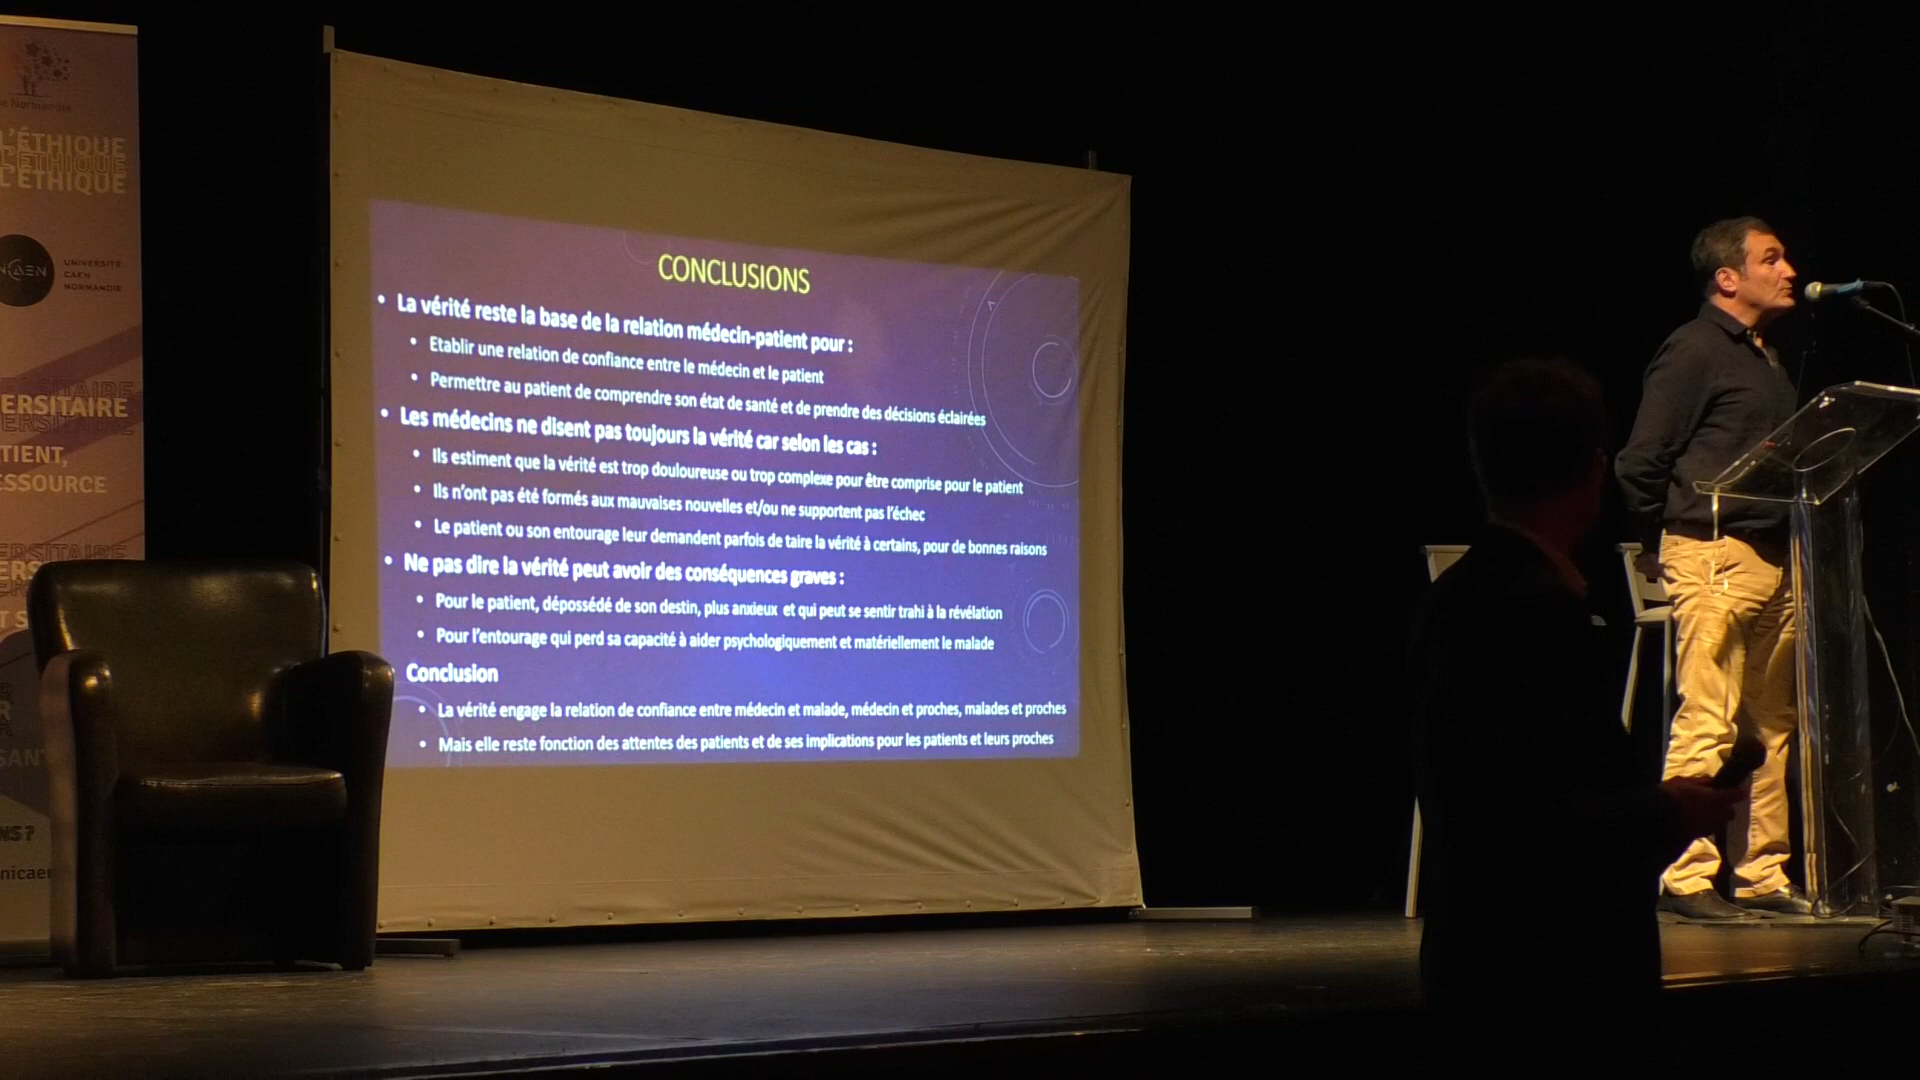 e Normandie
L'ÉTHIQUE
L'ÉTHIQUE
L'ÉTHIQUE
CAEN
UNIVERSITÉ
CAEN
NORMANDIE
ERSITAIRE
TIENT,
ESSOURCE
ERSITAIRE
NS ?
nicaen
CONCLUSIONS
• La vérité reste la base de la relation médecin-patient pour :
• Etablir une relation de confiance entre le médecin et le patient
• Permettre au patient de comprendre son état de santé et de prendre des décisions éclairées
• Les médecins ne disent pas toujours la vérité car selon les cas :
• Ils estiment que la vérité est trop douloureuse ou trop complexe pour être comprise pour le patient
• Ils n'ont pas été formés aux mauvaises nouvelles et/ou ne supportent pas l'échec
• Le patient ou son entourage leur demandent parfois de taire la vérité à certains, pour de bonnes raisons
• Ne pas dire la vérité peut avoir des conséquences graves :
• Pour le patient, dépossédé de son destin, plus anxieux et qui peut se sentir trahi à la révélation
• Pour l'entourage qui perd sa capacité à aider psychologiquement et matériellement le malade
• Conclusion
• La vérité engage la relation de confiance entre médecin et malade, médecin et proches, malades et proches
• Mais elle reste fonction des attentes des patients et de ses implications pour les patients et leurs proches